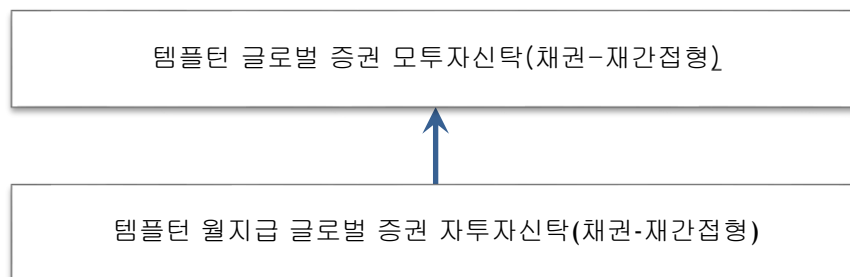 템플턴 글로벌 증권 모투자신탁(채권–재간접형)
템플턴 월지급 글로벌 증권 자투자신탁(채권-재간접형)